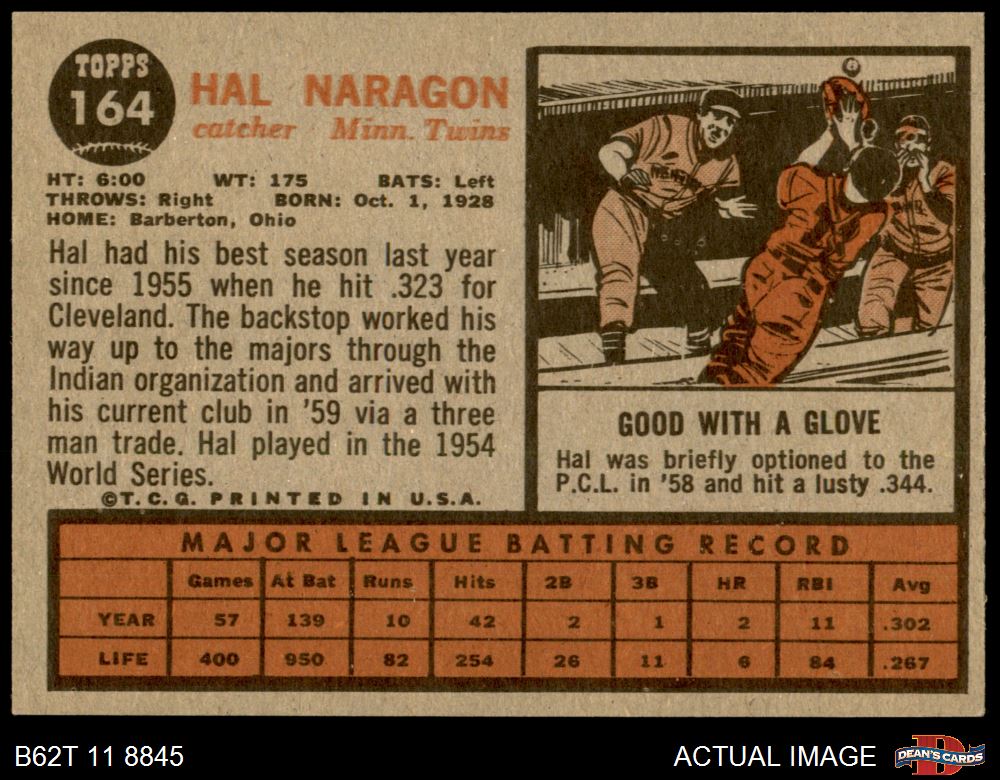 TOPPS
164
HAL NARAGON
catcher Minn. Twins
HT: 6:00 WT: 175 BATS: Left
THROWS: Right BORN: Oct. 1, 1928
HOME: Barberton, Ohio
Hal had his best season last year
since 1955 when he hit .323 for
Cleveland. The backstop worked his
way up to the majors through the
Indian organization and arrived with
his current club in '59 via a three
man trade. Hal played in the 1954
World Series.
©T.C.G. PRINTED IN U.S.A.
GOOD WITH A GLOVE
Hal was briefly optioned to the
P.C.L. in '58 and hit a lusty .344.
MAJOR LEAGUE BATTING RECORD
Games At Bat Runs Hits 2B 3B HR RBI Avg
YEAR 57 139 10 42 2 1 2 11 .302
LIFE 400 950 82 254 26 11 6 84 .267
B62T 11 8845
ACTUAL IMAGE
DEAN'S CARDS